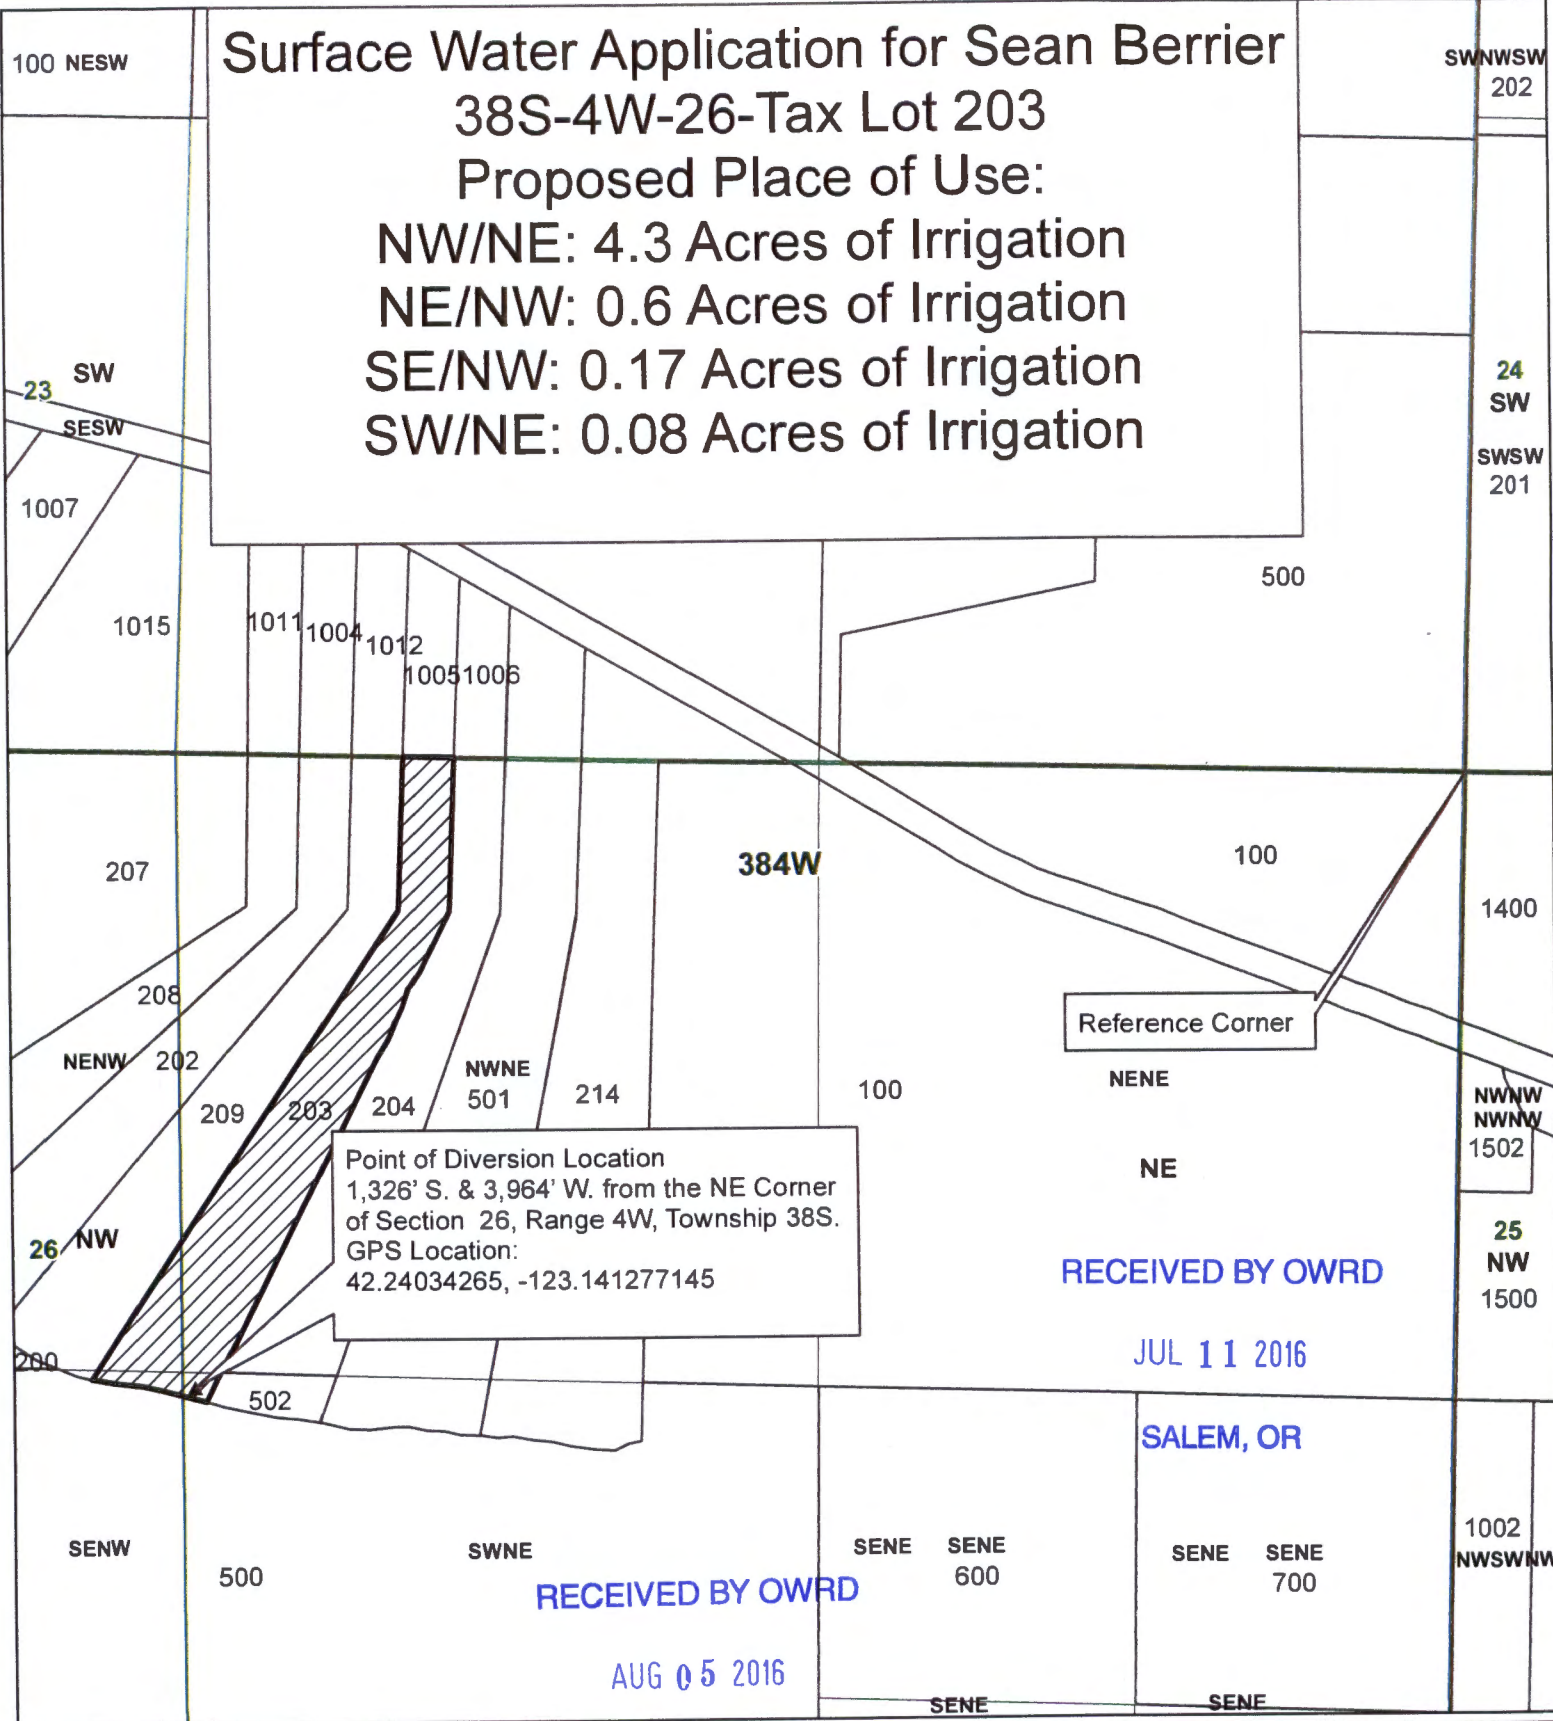 Surface Water Application for Sean Berrier
38S-4W-26-Tax Lot 203
Proposed Place of Use:
NW/NE: 4.3 Acres of Irrigation
NE/NW: 0.6 Acres of Irrigation
SE/NW: 0.17 Acres of Irrigation
SW/NE: 0.08 Acres of Irrigation
100 NESW
SWNWSW
202
23 SW
SESW
1007
24
SW
SWSW
201
500
1015
1011
1004
1012
1005
1006
207
384W
100
1400
208
Reference Corner
NENW 202
NWNE
501
214
100
NENE
209
203
204
NWNW
NWNW
1502
Point of Diversion Location
1,326' S. & 3,964' W. from the NE Corner
of Section 26, Range 4W, Township 38S.
GPS Location:
42.24034265, -123.141277145
NE
26 NW
25
NW
1500
RECEIVED BY OWRD
JUL 11 2016
SALEM, OR
200
502
SENW
500
SWNE
SENE SENE
600
SENE SENE
700
1002
NWSWNW
RECEIVED BY OWRD
AUG 05 2016
SENE
SENE